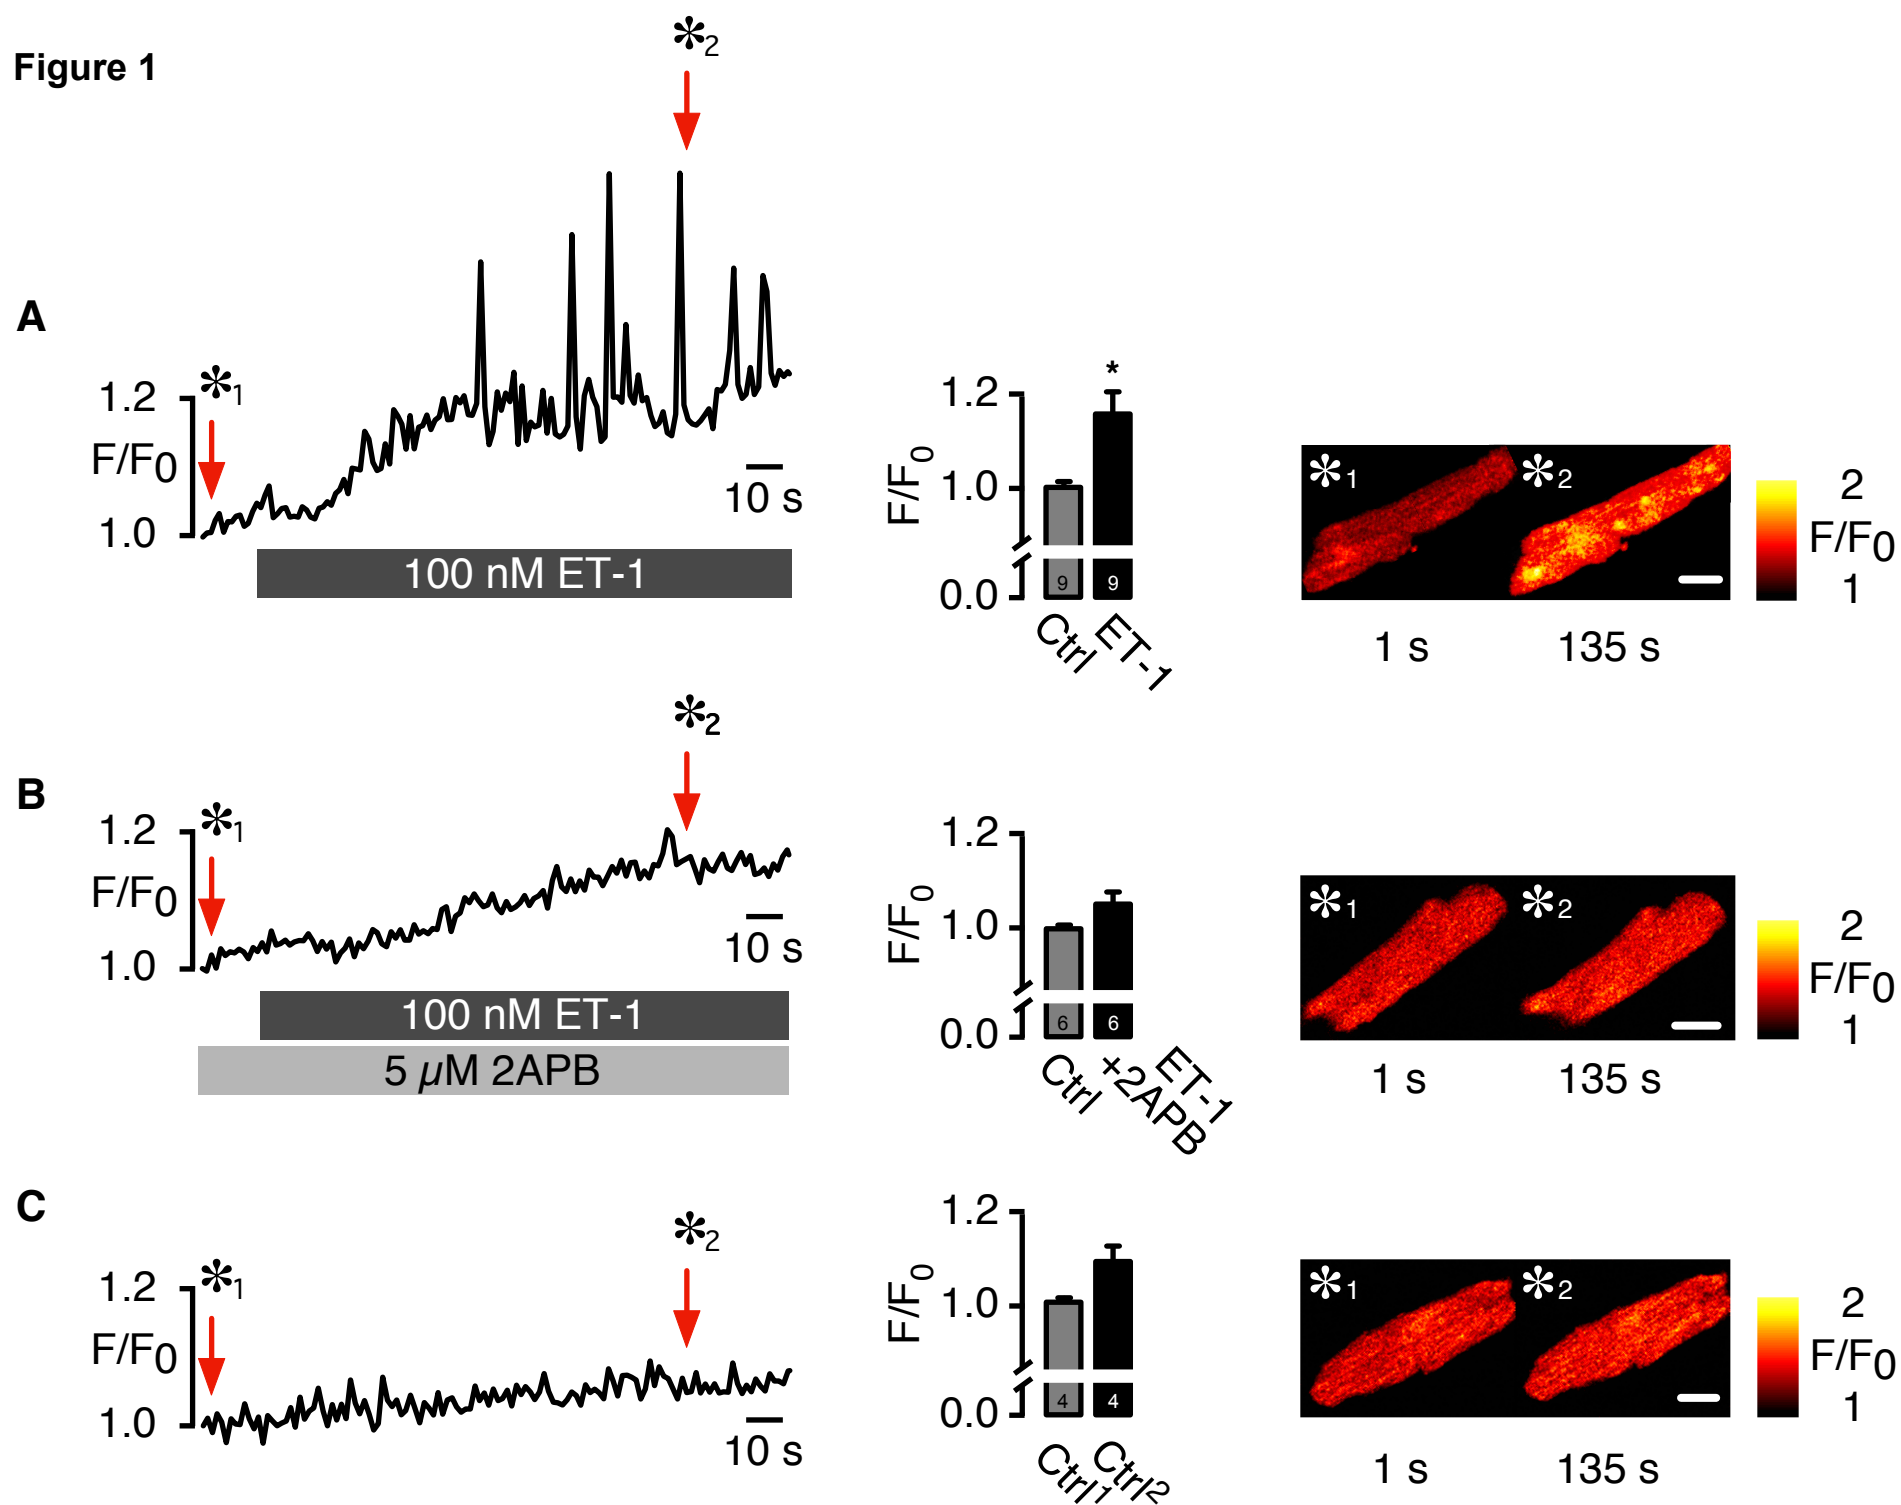 Figure 1
A
*2
*1
1.2
F/F0
1.0
10 s
100 nM ET-1
1.2
F/F0
1.0
0.0
*
9
9
Ctrl
ET-1
*1
*2
1 s
135 s
2
F/F0
1
B
*2
*1
1.2
F/F0
1.0
10 s
100 nM ET-1
5 µM 2APB
1.2
F/F0
1.0
0.0
6
6
Ctrl
ET-1
+2APB
*1
*2
1 s
135 s
2
F/F0
1
C
*2
*1
1.2
F/F0
1.0
10 s
1.2
F/F0
1.0
0.0
4
4
Ctrl1
Ctrl2
*1
*2
1 s
135 s
2
F/F0
1